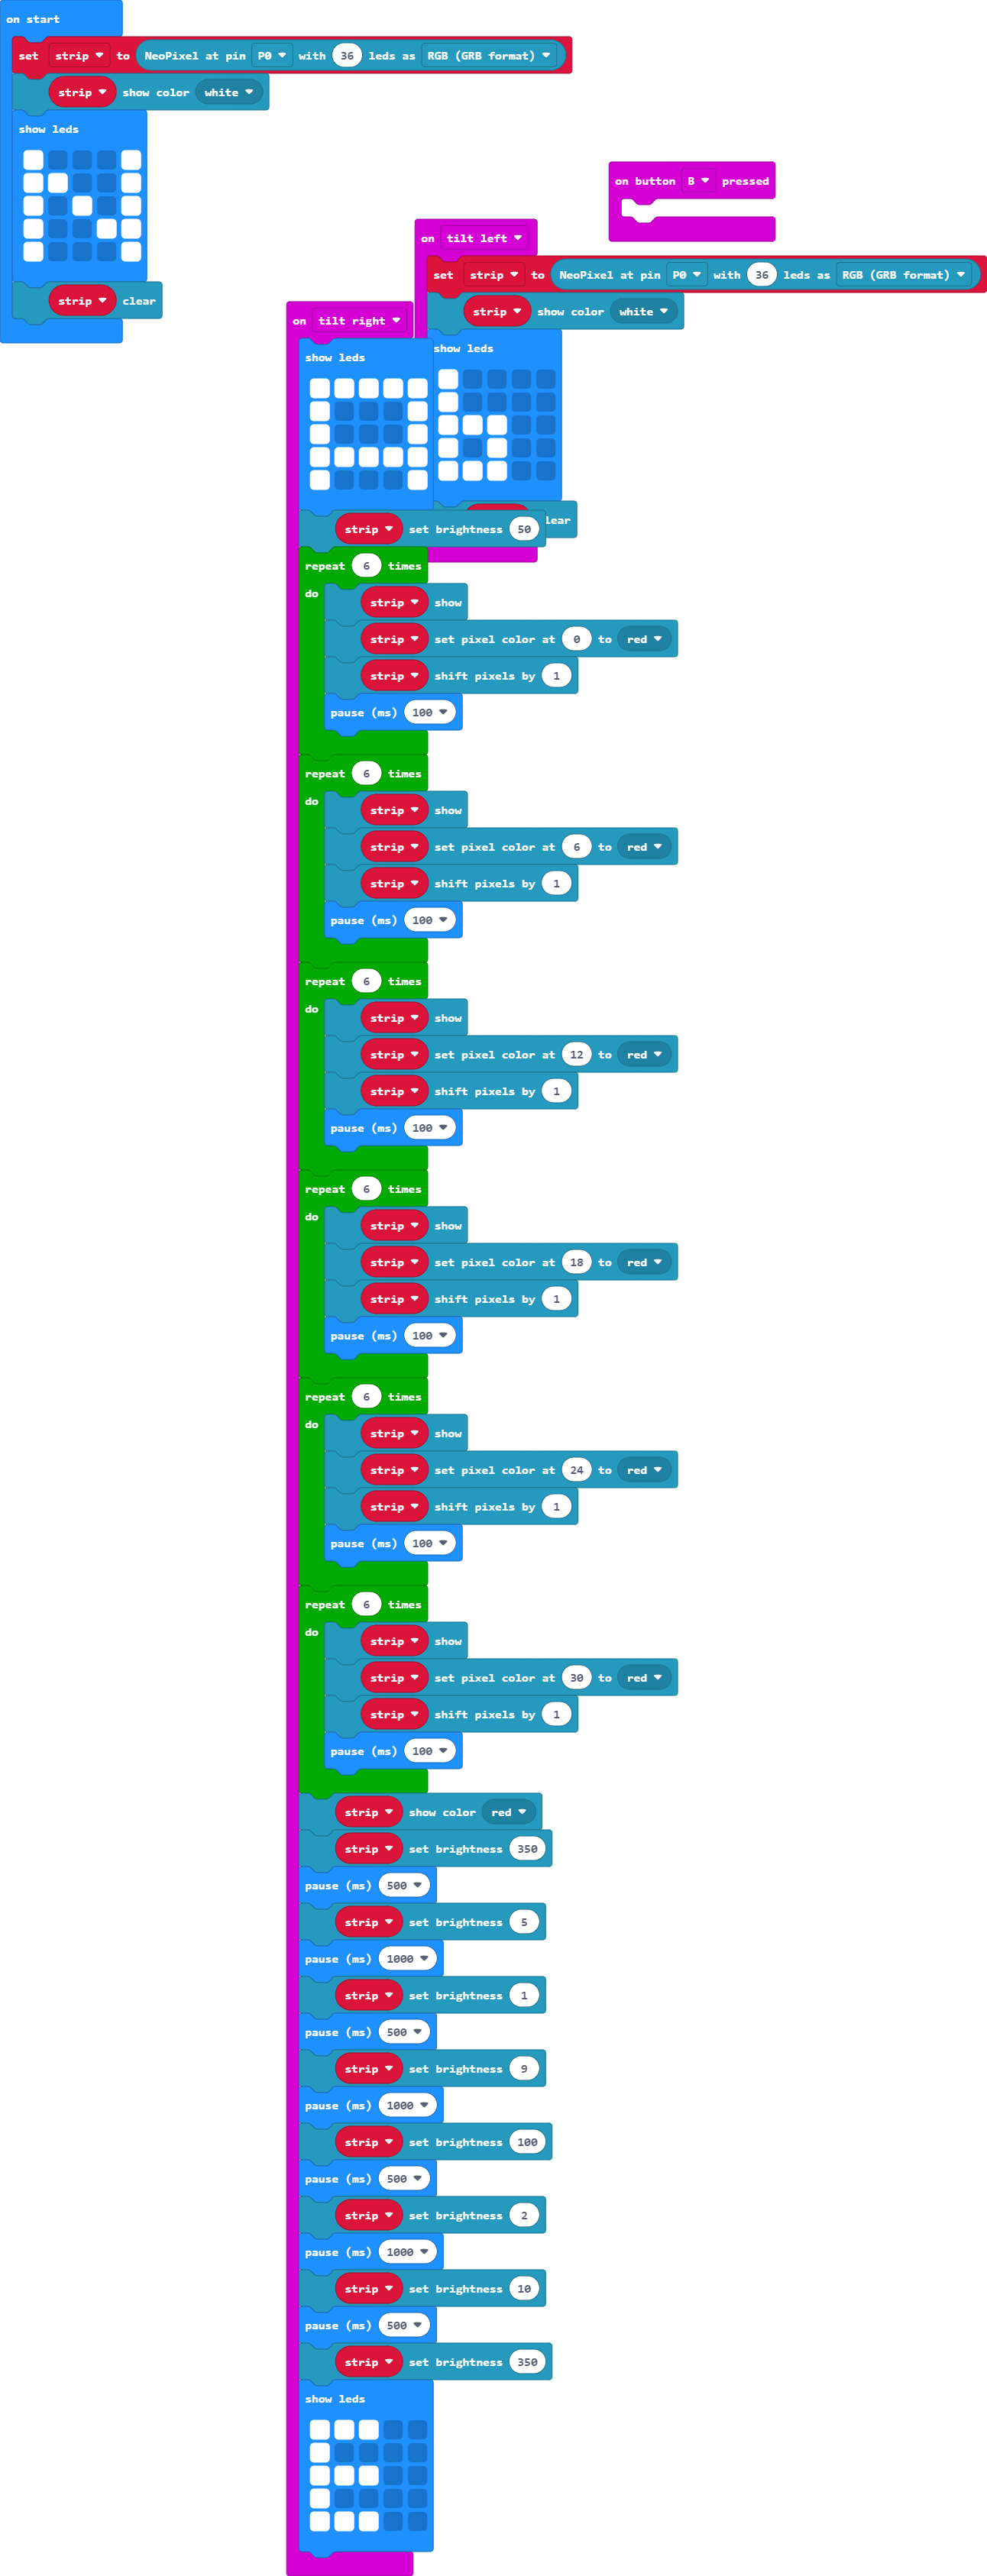 on start
set strip to NeoPixel at pin P0 with 36 leds as RGB (GRB format)
strip show color white
show leds
strip clear
on button B pressed
on tilt left
set strip to NeoPixel at pin P0 with 36 leds as RGB (GRB format)
strip show color white
show leds
lear
on tilt right
show leds
strip set brightness 50
repeat 6 times
do
strip show
strip set pixel color at 0 to red
strip shift pixels by 1
pause (ms) 100
repeat 6 times
do
strip show
strip set pixel color at 6 to red
strip shift pixels by 1
pause (ms) 100
repeat 6 times
do
strip show
strip set pixel color at 12 to red
strip shift pixels by 1
pause (ms) 100
repeat 6 times
do
strip show
strip set pixel color at 18 to red
strip shift pixels by 1
pause (ms) 100
repeat 6 times
do
strip show
strip set pixel color at 24 to red
strip shift pixels by 1
pause (ms) 100
repeat 6 times
do
strip show
strip set pixel color at 30 to red
strip shift pixels by 1
pause (ms) 100
strip show color red
strip set brightness 350
pause (ms) 500
strip set brightness 5
pause (ms) 1000
strip set brightness 1
pause (ms) 500
strip set brightness 9
pause (ms) 1000
strip set brightness 100
pause (ms) 500
strip set brightness 2
pause (ms) 1000
strip set brightness 10
pause (ms) 500
strip set brightness 350
show leds